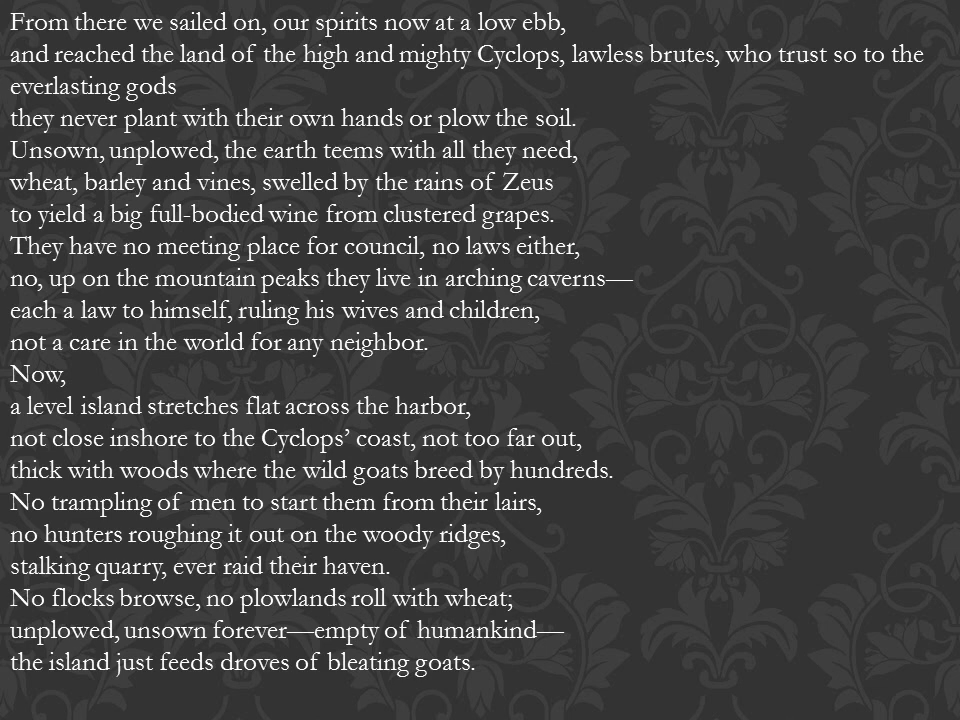 From there we sailed on, our spirits now at a low ebb,
and reached the land of the high and mighty Cyclops, lawless brutes, who trust so to the
everlasting gods
they never plant with their own hands or plow the soil.
Unsown, unplowed, the earth teems with all they need,
wheat, barley and vines, swelled by the rains of Zeus
to yield a big full-bodied wine from clustered grapes.
They have no meeting place for council, no laws either,
no, up on the mountain peaks they live in arching caverns—
each a law to himself, ruling his wives and children,
not a care in the world for any neighbor.
Now,
a level island stretches flat across the harbor,
not close inshore to the Cyclops’ coast, not too far out,
thick with woods where the wild goats breed by hundreds.
No trampling of men to start them from their lairs,
no hunters roughing it out on the woody ridges,
stalking quarry, ever raid their haven.
No flocks browse, no plowlands roll with wheat;
unplowed, unsown forever—empty of humankind—
the island just feeds droves of bleating goats.